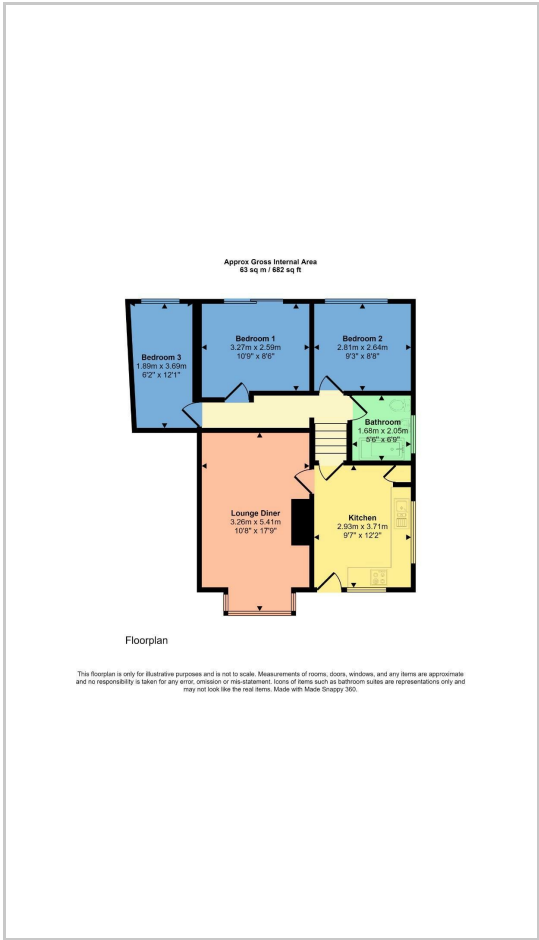 Approx Gross Internal Area
63 sq m / 682 sq ft
Bedroom 1
3.27m x 2.59m
10'9" x 8'6"
Bedroom 2
2.81m x 2.64m
9'3" x 8'8"
Bedroom 3
1.89m x 3.69m
6'2" x 12'1"
Bathroom
1.68m x 2.05m
5'6" x 6'9"
Lounge Diner
3.26m x 5.41m
10'8" x 17'9"
Kitchen
2.93m x 3.71m
9'7" x 12'2"
Floorplan
This floorplan is only for illustrative purposes and is not to scale. Measurements of rooms, doors, windows, and any items are approximate
and no responsibility is taken for any error, omission or mis-statement. Icons of items such as bathroom suites are representations only and
may not look like the real items. Made with Made Snappy 360.